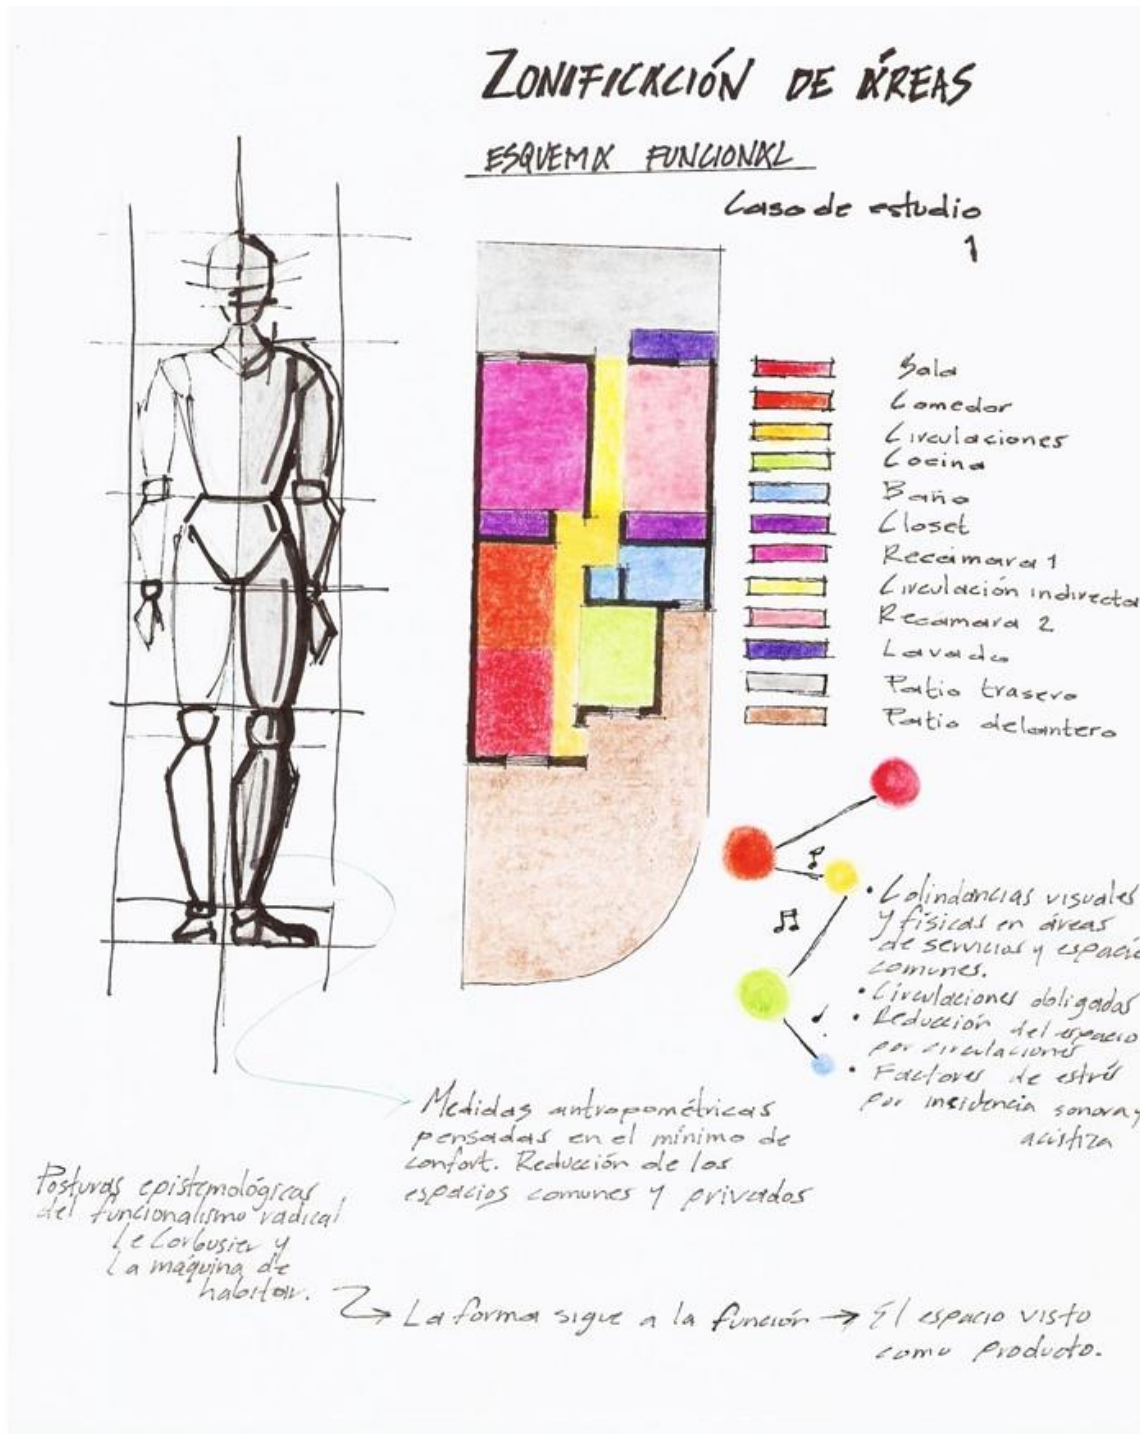 ZONIFICACIÓN DE ÁREAS
ESQUEMA FUNCIONAL
Caso de estudio
1
Sala
Comedor
Circulaciones
Cocina
Baño
Closet
Recámara 1
Circulación indirecta
Recámara 2
Lavado
Patio trasero
Patio delantero
• Colindancias visuales
y físicas en áreas
de servicios y espacio
comunes.
• Circulaciones obligadas
• Reducción del espacio
por circulaciones
• Factores de estrés
por insidencia sonora y
acústica
Medidas antropométricas
pensadas en el mínimo de
confort. Reducción de los
espacios comunes y privados
Posturas epistemológicas
del funcionalismo radical
Le Corbusier y
La máquina de
habitar.
La forma sigue a la función → El espacio visto
como producto.